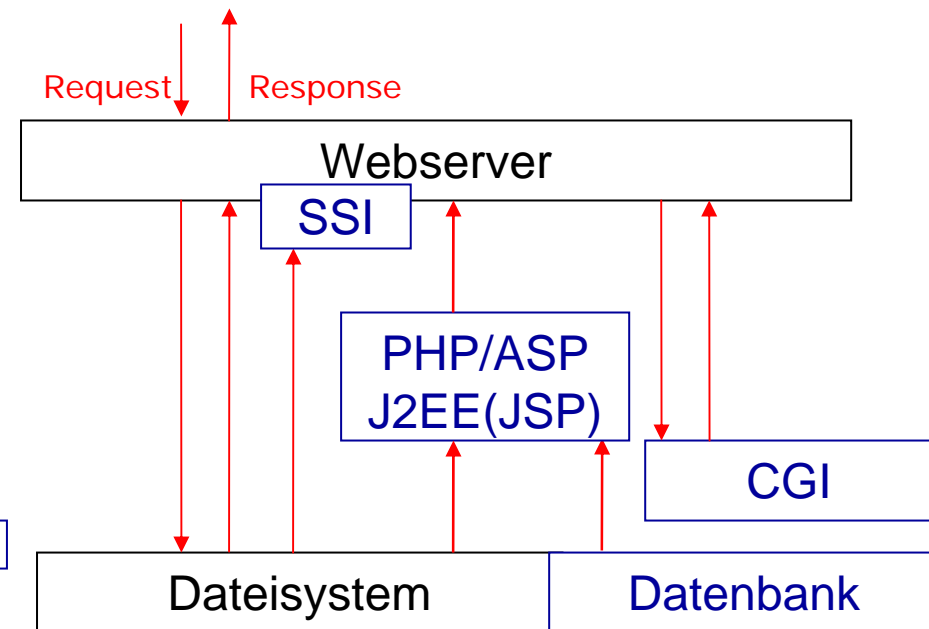 Request Response
Webserver
SSI
PHP/ASP
J2EE(JSP)
CGI
Dateisystem Datenbank